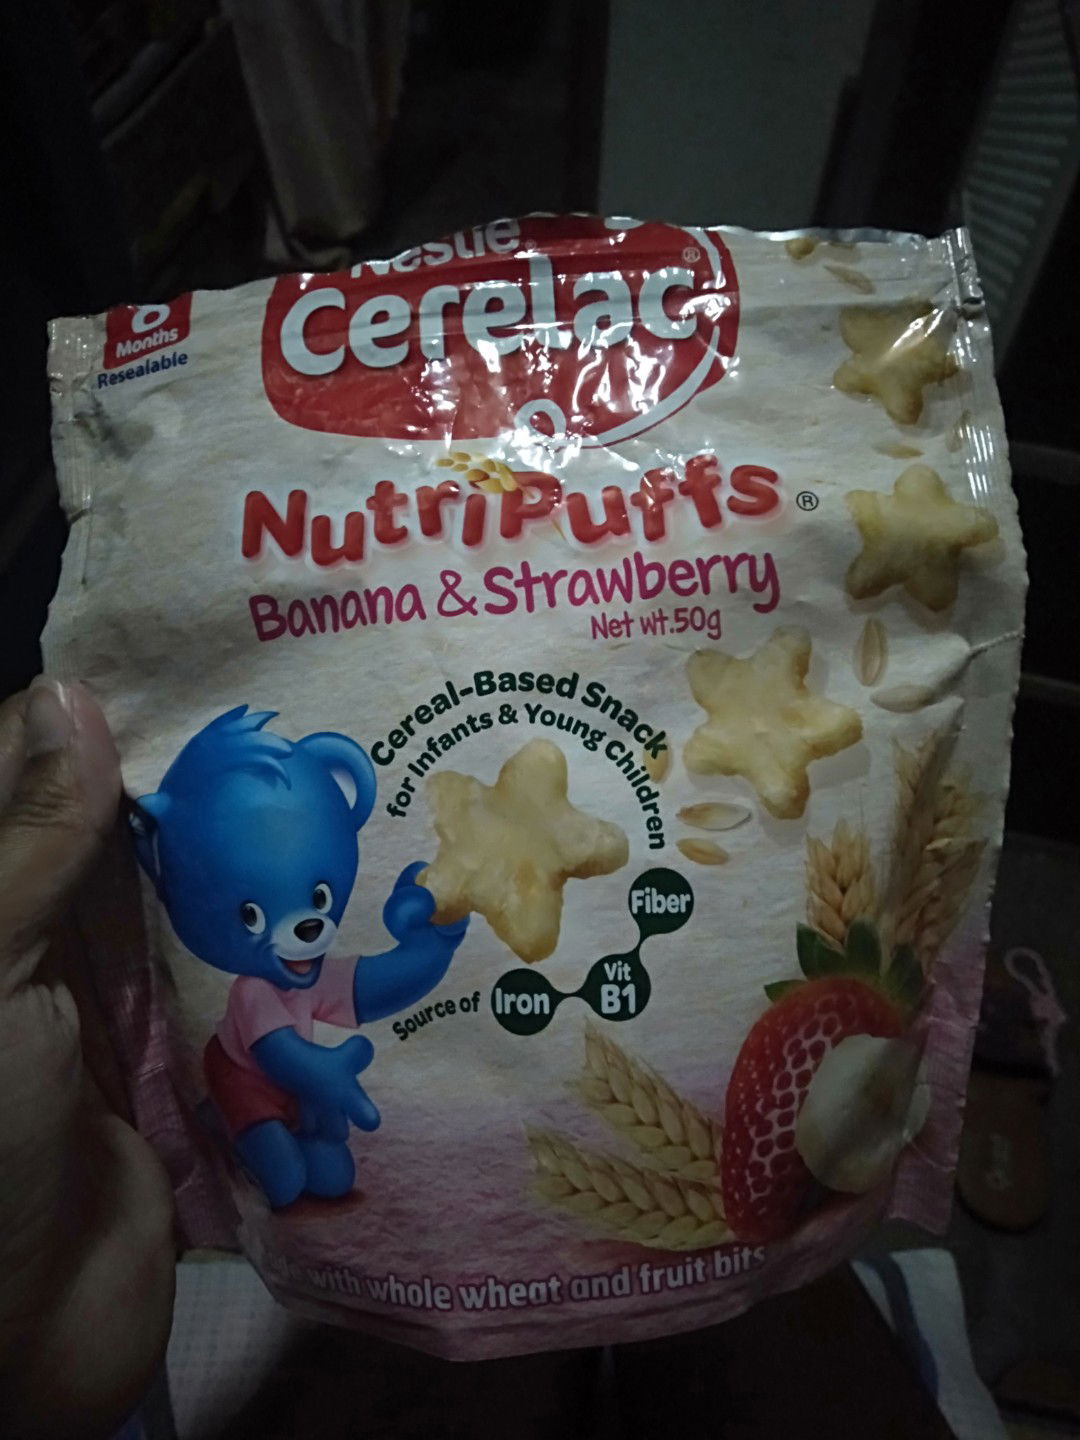 Nestlé
Cerelac®
8
Months
Resealable
NutriPuffs®
Banana & Strawberry
Net wt.50g
Cereal-Based Snack
for Infants & Young Children
Fiber
Vit
B1
Iron
Source of
with whole wheat and fruit bits